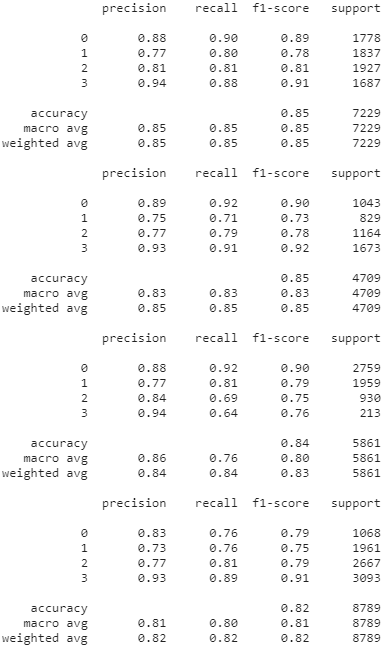 precision recall f1-score support
0 0.88 0.90 0.89 1778
1 0.77 0.80 0.78 1837
2 0.81 0.81 0.81 1927
3 0.94 0.88 0.91 1687
accuracy 0.85 7229
macro avg 0.85 0.85 0.85 7229
weighted avg 0.85 0.85 0.85 7229
precision recall f1-score support
0 0.89 0.92 0.90 1043
1 0.75 0.71 0.73 829
2 0.77 0.79 0.78 1164
3 0.93 0.91 0.92 1673
accuracy 0.85 4709
macro avg 0.83 0.83 0.83 4709
weighted avg 0.85 0.85 0.85 4709
precision recall f1-score support
0 0.88 0.92 0.90 2759
1 0.77 0.81 0.79 1959
2 0.84 0.69 0.75 930
3 0.94 0.64 0.76 213
accuracy 0.84 5861
macro avg 0.86 0.76 0.80 5861
weighted avg 0.84 0.84 0.83 5861
precision recall f1-score support
0 0.83 0.76 0.79 1068
1 0.73 0.76 0.75 1961
2 0.77 0.81 0.79 2667
3 0.93 0.89 0.91 3093
accuracy 0.82 8789
macro avg 0.81 0.80 0.81 8789
weighted avg 0.82 0.82 0.82 8789